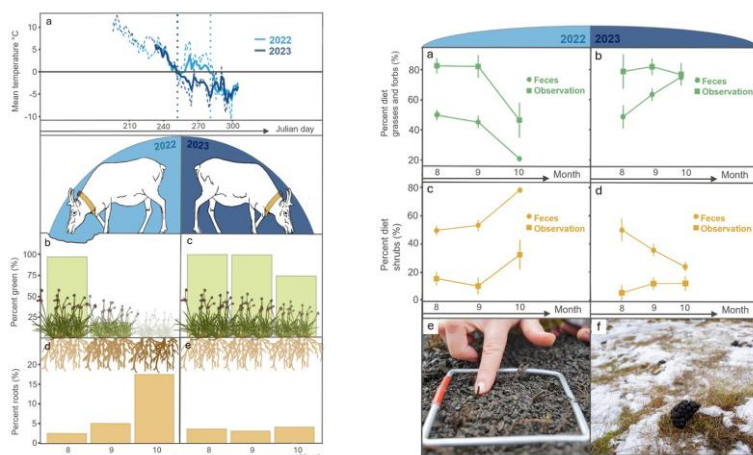 a
2022
2023
Mean temperature °C
10
5
0
-5
-10
210
240
270
300
Julian day
2022
2023
b
c
Percent green (%)
100
75
50
25
d
e
Percent roots (%)
20
15
10
5
0
8
9
10
8
9
10
2022
2023
a
b
Percent diet
grasses and forbs (%)
80
60
40
20
Feces
Observation
Feces
Observation
8
9
10
Month
8
9
10
Month
c
d
Percent diet
shrubs (%)
80
60
40
20
0
Feces
Observation
Feces
Observation
8
9
10
Month
8
9
10
Month
e
f